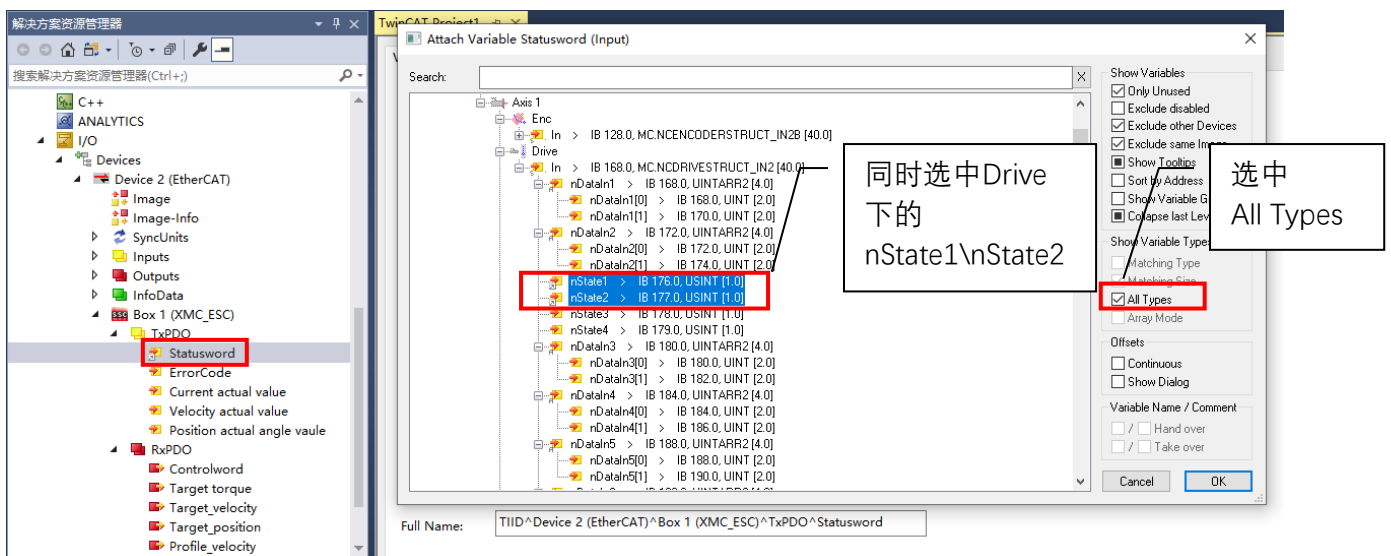 解决方案资源管理器
搜索解决方案资源管理器(Ctrl+;)
C++
ANALYTICS
I/O
Devices
Device 2 (EtherCAT)
Image
Image-Info
SyncUnits
Inputs
Outputs
InfoData
Box 1 (XMC_ESC)
TxPDO
Statusword
ErrorCode
Current actual value
Velocity actual value
Position actual angle vaule
RxPDO
Controlword
Target torque
Target_velocity
Target_position
Profile_velocity
TwinCAT Project1
Attach Variable Statusword (Input)
Search:
Axis 1
Enc
In > IB 128.0, MC.NCENCODERSTRUCT_IN2B [40.0]
Drive
In > IB 168.0, MC.NCDRIVESTRUCT_IN2 [40.0]
nDataIn1 > IB 168.0, UINTARR2 [4.0]
nDataIn1[0] > IB 168.0, UINT [2.0]
nDataIn1[1] > IB 170.0, UINT [2.0]
nDataIn2 > IB 172.0, UINTARR2 [4.0]
nDataIn2[0] > IB 172.0, UINT [2.0]
nDataIn2[1] > IB 174.0, UINT [2.0]
nState1 > IB 176.0, USINT [1.0]
nState2 > IB 177.0, USINT [1.0]
nState3 > IB 178.0, USINT [1.0]
nState4 > IB 179.0, USINT [1.0]
nDataIn3 > IB 180.0, UINTARR2 [4.0]
nDataIn3[0] > IB 180.0, UINT [2.0]
nDataIn3[1] > IB 182.0, UINT [2.0]
nDataIn4 > IB 184.0, UINTARR2 [4.0]
nDataIn4[0] > IB 184.0, UINT [2.0]
nDataIn4[1] > IB 186.0, UINT [2.0]
nDataIn5 > IB 188.0, UINTARR2 [4.0]
nDataIn5[0] > IB 188.0, UINT [2.0]
nDataIn5[1] > IB 190.0, UINT [2.0]
同时选中Drive
下的
nState1\nState2
选中
All Types
Show Variables
Only Unused
Exclude disabled
Exclude other Devices
Exclude same Image
Show Tooltips
Sort by Address
Show Variable G
Collapse last Lev
Show Variable Types
Matching Type
Matching Size
All Types
Array Mode
Offsets
Continuous
Show Dialog
Variable Name / Comment
/ Hand over
/ Take over
Cancel OK
Full Name: TIID^Device 2 (EtherCAT)^Box 1 (XMC_ESC)^TxPDO^Statusword